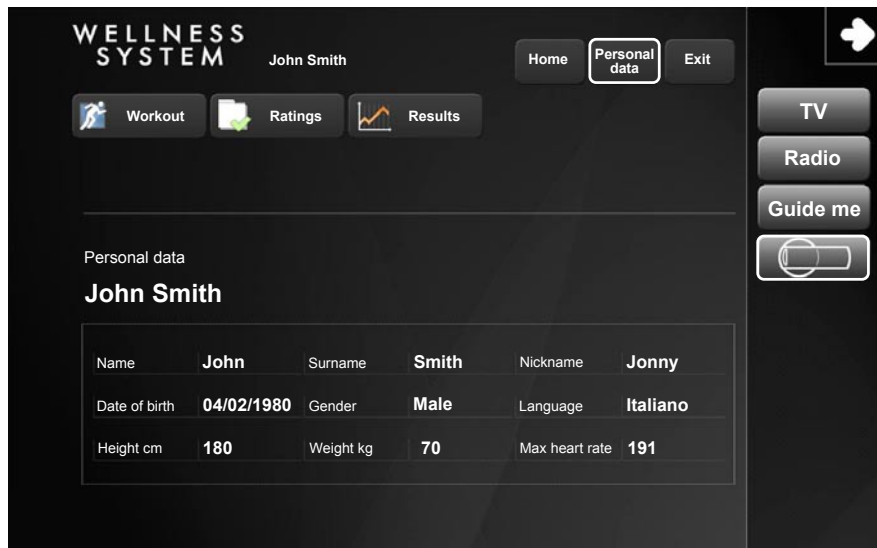 WELLNESS
SYSTEM
John Smith
Home
Personal
data
Exit
Workout
Ratings
Results
TV
Radio
Guide me
Personal data
John Smith
Name John Surname Smith Nickname Jonny
Date of birth 04/02/1980 Gender Male Language Italiano
Height cm 180 Weight kg 70 Max heart rate 191